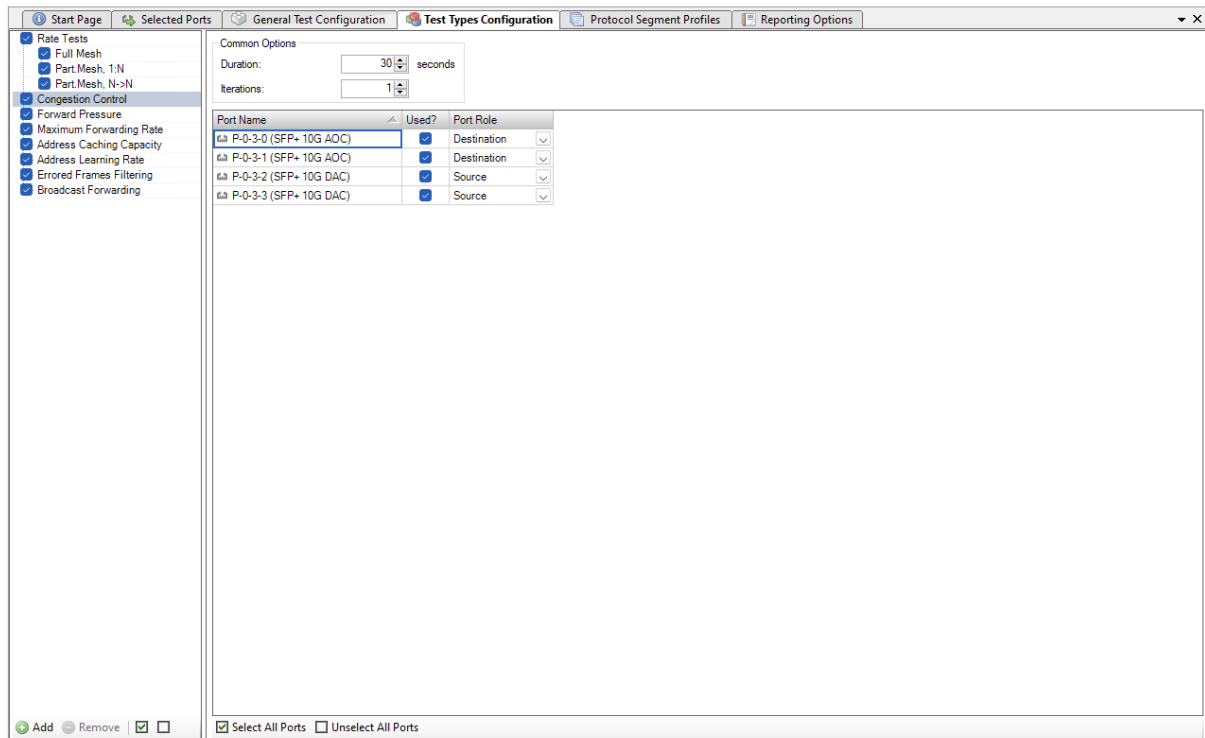 Start Page Selected Ports General Test Configuration Test Types Configuration Protocol Segment Profiles Reporting Options
Rate Tests
Full Mesh
Part.Mesh, 1:N
Part.Mesh, N->N
Congestion Control
Forward Pressure
Maximum Forwarding Rate
Address Caching Capacity
Address Learning Rate
Errored Frames Filtering
Broadcast Forwarding
Common Options
Duration: 30 seconds
Iterations: 1
Port Name Used? Port Role
P-0-3-0 (SFP+ 10G AOC) Destination
P-0-3-1 (SFP+ 10G AOC) Destination
P-0-3-2 (SFP+ 10G DAC) Source
P-0-3-3 (SFP+ 10G DAC) Source
Add Remove
Select All Ports Unselect All Ports